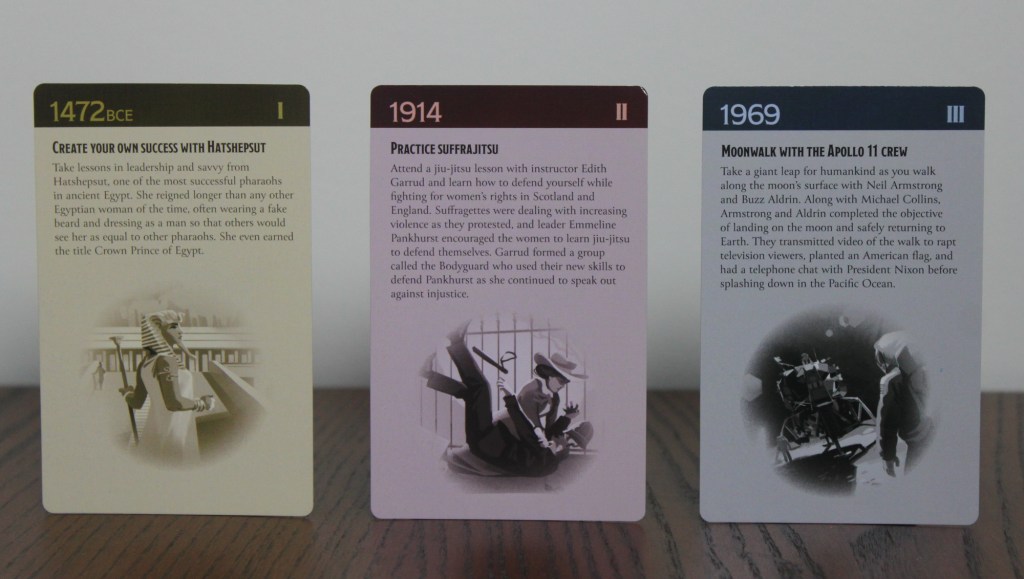 1472 BCE I
CREATE YOUR OWN SUCCESS WITH HATSHEPSUT
Take lessons in leadership and savvy from
Hatshepsut, one of the most successful pharaohs
in ancient Egypt. She reigned longer than any other
Egyptian woman of the time, often wearing a fake
beard and dressing as a man so that others would
see her as equal to other pharaohs. She even earned
the title Crown Prince of Egypt.
1914 II
PRACTICE SUFFRAJITSU
Attend a jiu-jitsu lesson with instructor Edith
Garrud and learn how to defend yourself while
fighting for women's rights in Scotland and
England. Suffragettes were dealing with increasing
violence as they protested, and leader Emmeline
Pankhurst encouraged the women to learn jiu-jitsu
to defend themselves. Garrud formed a group
called the Bodyguard who used their new skills to
defend Pankhurst as she continued to speak out
against injustice.
1969 III
MOONWALK WITH THE APOLLO 11 CREW
Take a giant leap for humankind as you walk
along the moon's surface with Neil Armstrong
and Buzz Aldrin. Along with Michael Collins,
Armstrong and Aldrin completed the objective
of landing on the moon and safely returning to
Earth. They transmitted video of the walk to rapt
television viewers, planted an American flag, and
had a telephone chat with President Nixon before
splashing down in the Pacific Ocean.